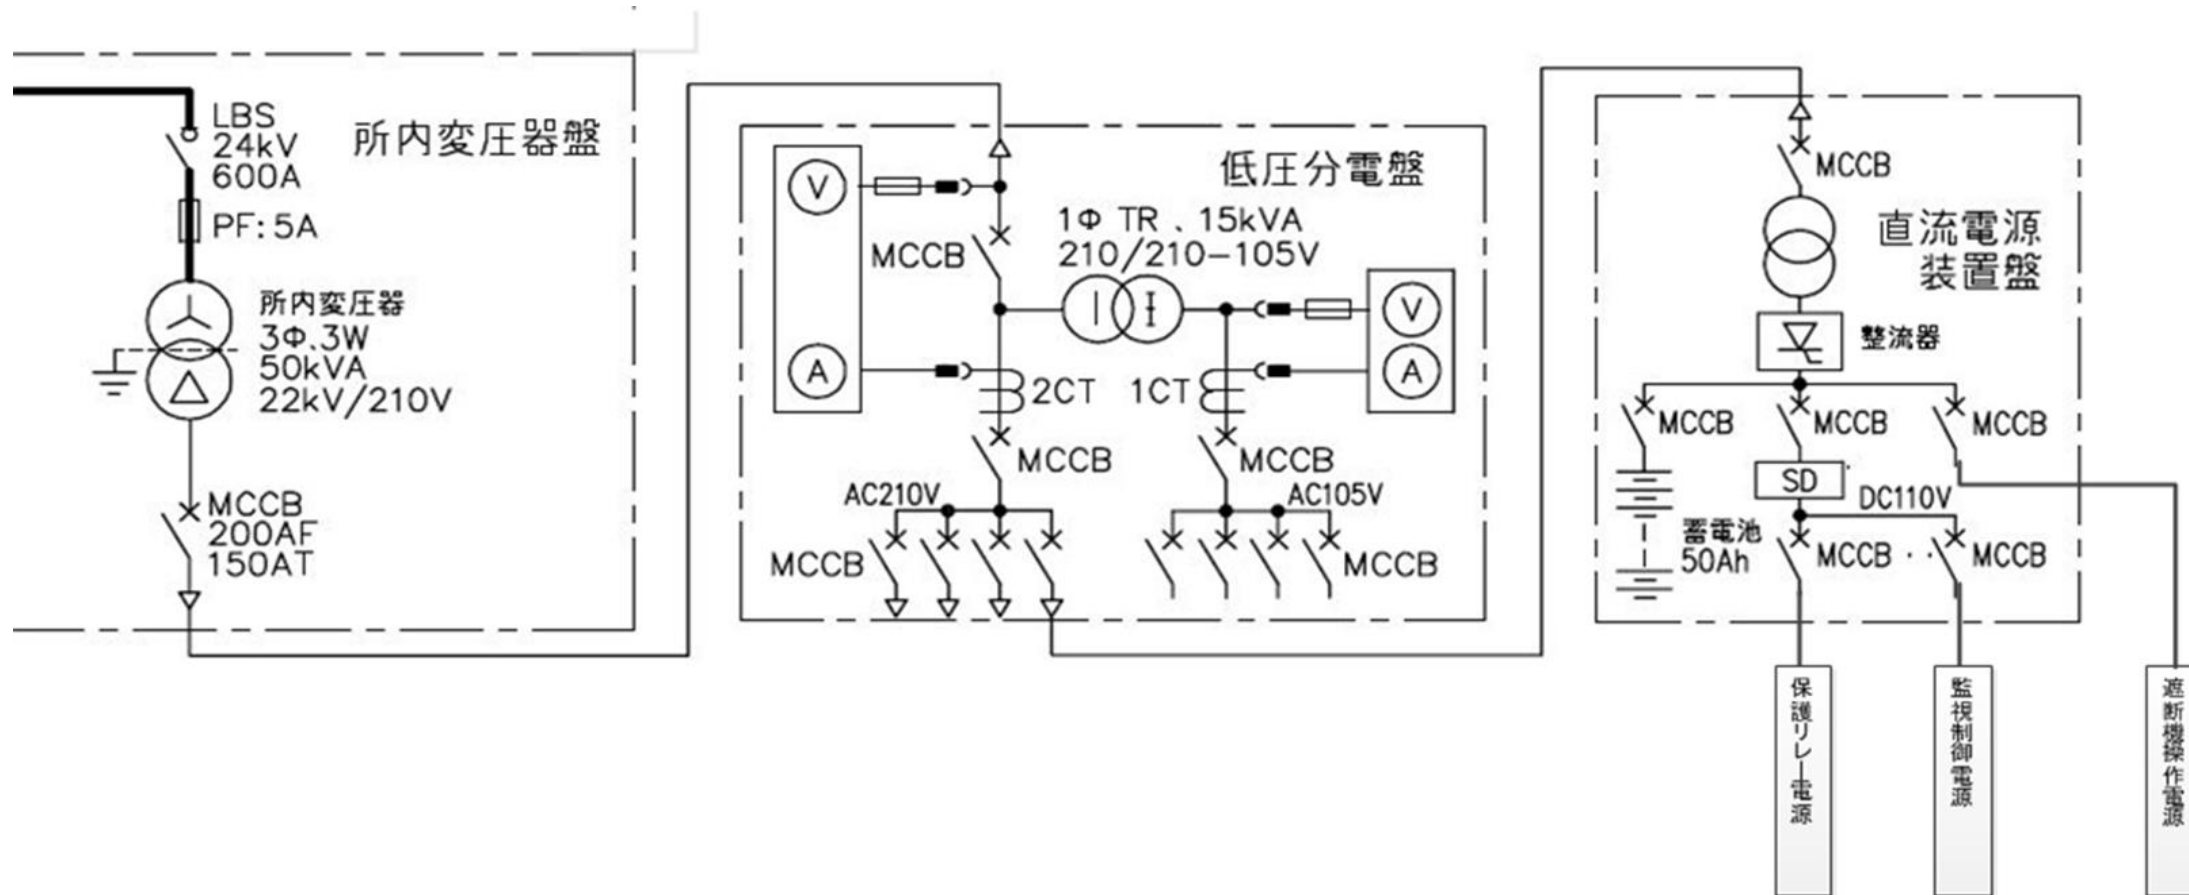 LBS
24kV
600A
所内変圧器盤
PF:5A
所内変圧器
3Φ.3W
50kVA
22kV/210V
MCCB
200AF
150AT
低圧分電盤
V
1Φ TR、15kVA
210/210-105V
MCCB
V
A
A
2CT
1CT
MCCB
MCCB
AC210V
AC105V
MCCB
MCCB
MCCB
直流電源
装置盤
整流器
MCCB
MCCB
MCCB
SD
DC110V
蓄電池
50Ah
MCCB
MCCB
保護リレー電源
監視制御電源
遮断機操作電源